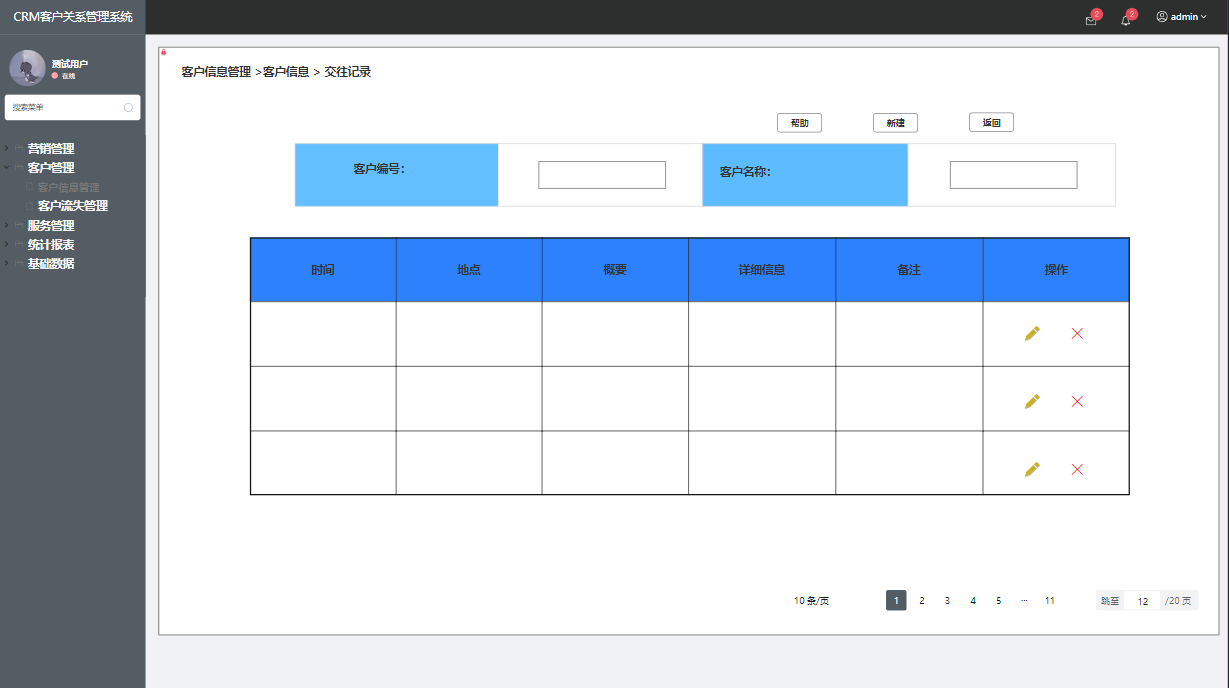 CRM客户关系管理系统
2 2 admin
测试用户
在线
搜索菜单
营销管理
客户管理
客户信息管理
客户流失管理
服务管理
统计报表
基础数据
客户信息管理 >客户信息 > 交往记录
帮助 新建 返回
客户编号: 客户名称:
时间 地点 概要 详细信息 备注 操作
10 条/页 1 2 3 4 5 ··· 11 跳至 12 /20 页